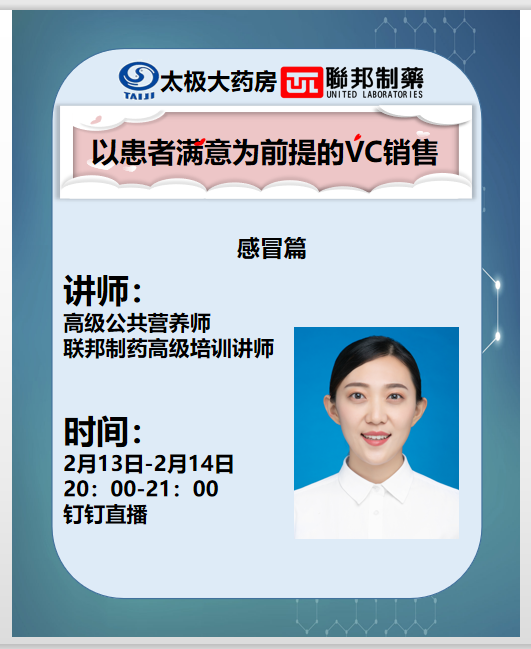 TAIJI 太极大药房 聯邦制藥
UNITED LABORATORIES
以患者满意为前提的VC销售
感冒篇
讲师：
高级公共营养师
联邦制药高级培训讲师
时间：
2月13日-2月14日
20：00-21：00
钉钉直播